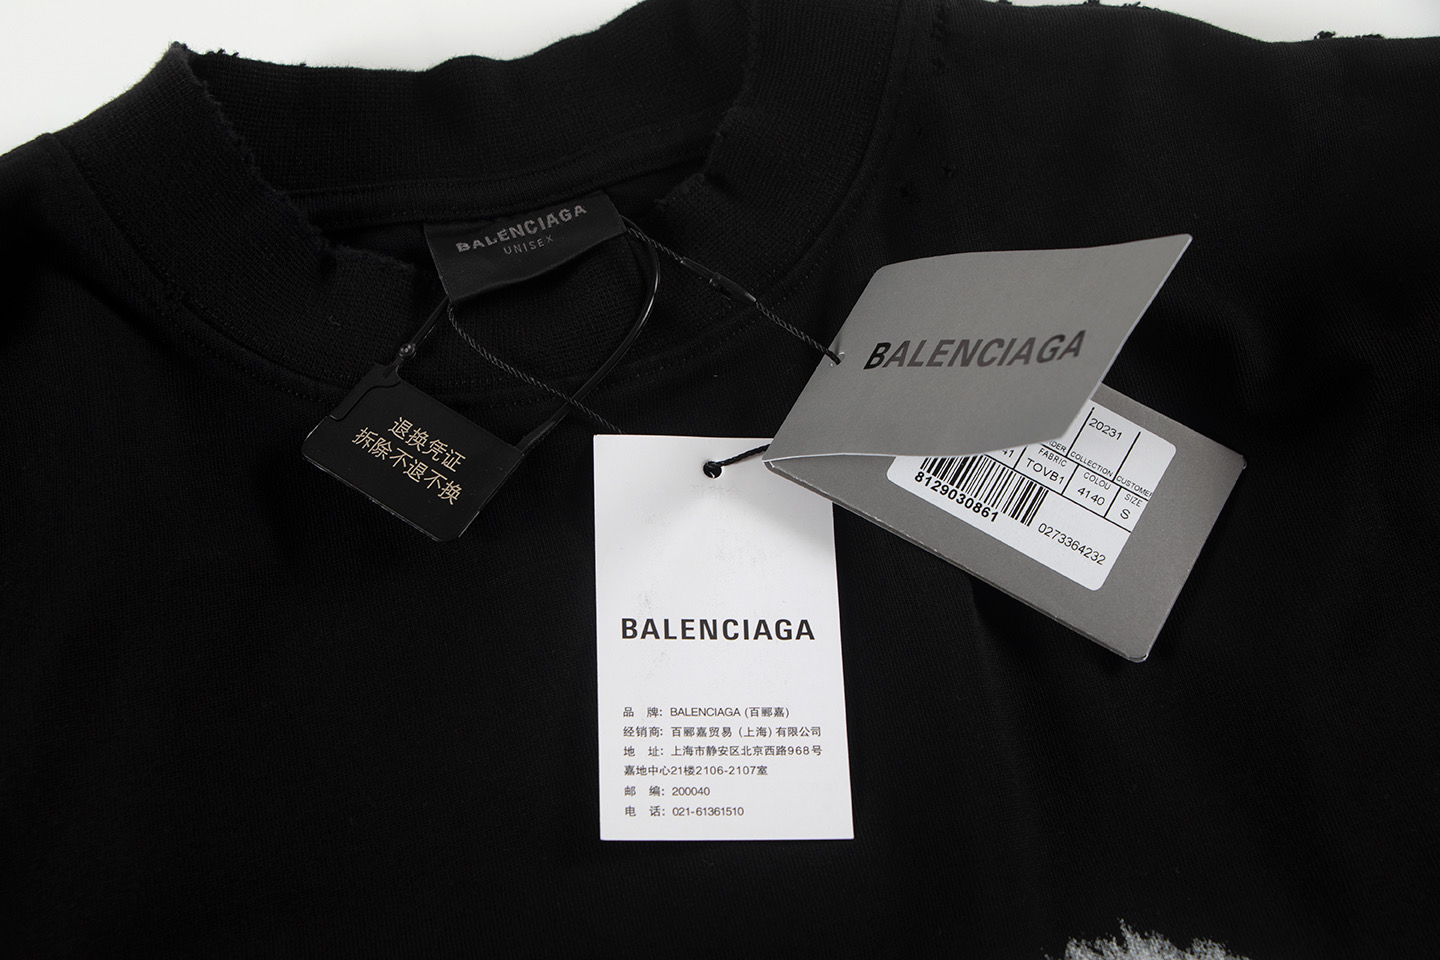 BALENCIAGA
UNISEX
退换凭证
拆除不退不换
BALENCIAGA
20231
COLLECTION
CUSTOMER
FABRIC
COLOU
SIZE
TOVB1
4140
S
8129030861
0273364232
BALENCIAGA
品 牌: BALENCIAGA (百郦嘉)
经销商: 百郦嘉贸易 (上海) 有限公司
地 址: 上海市静安区北京西路968号
嘉地中心21楼2106-2107室
邮 编: 200040
电 话: 021-61361510